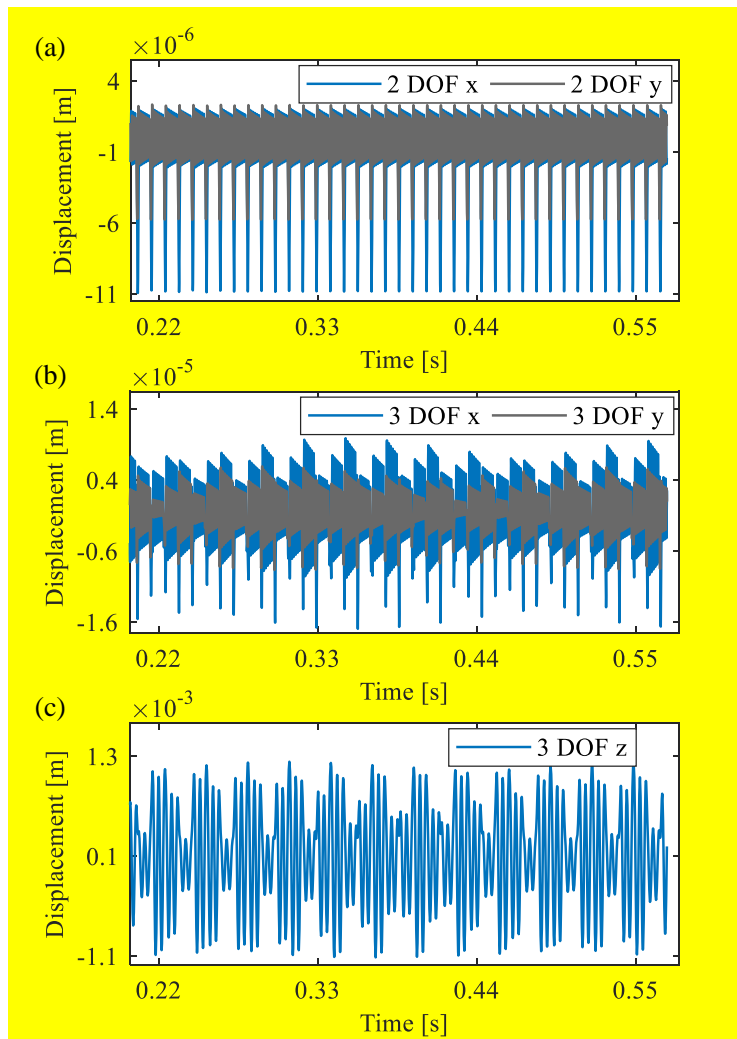 (a)
×10⁻⁶
2 DOF x 2 DOF y
4
-1
-6
-11
Displacement [m]
0.22 0.33 0.44 0.55
Time [s]
(b)
×10⁻⁵
3 DOF x 3 DOF y
1.4
0.4
-0.6
-1.6
Displacement [m]
0.22 0.33 0.44 0.55
Time [s]
(c)
×10⁻³
3 DOF z
1.3
0.1
-1.1
Displacement [m]
0.22 0.33 0.44 0.55
Time [s]